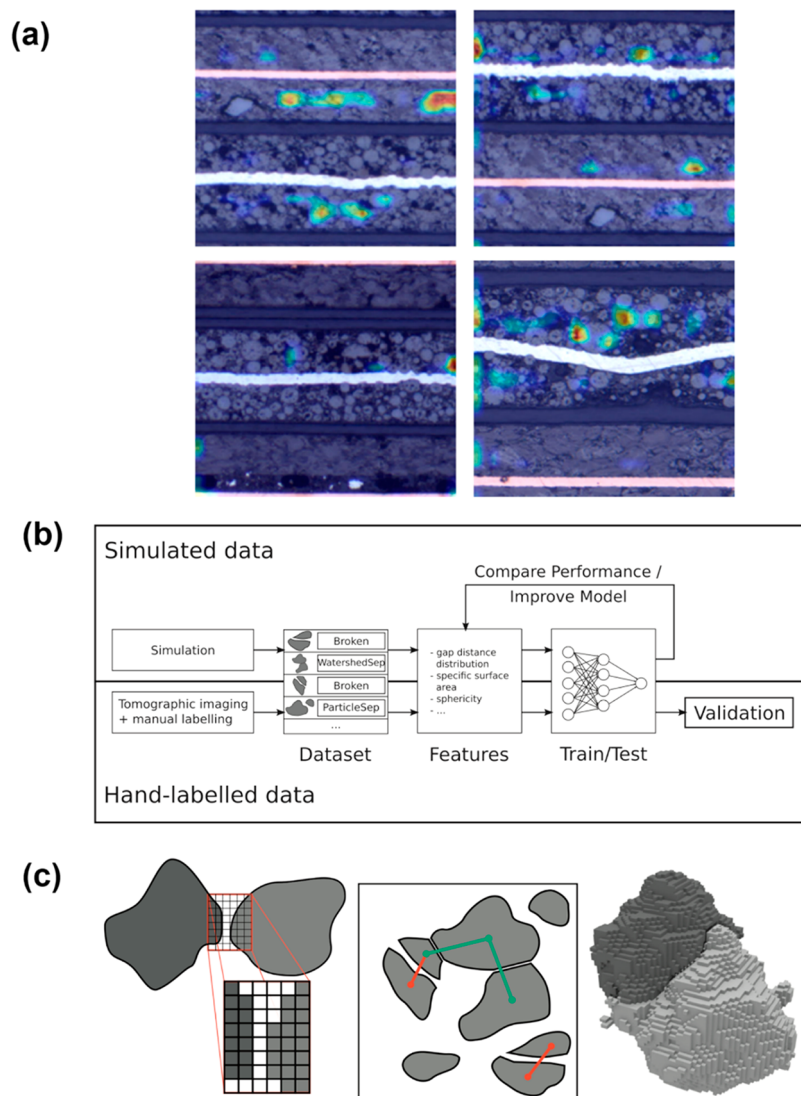 (a)
(b)
Simulated data
Compare Performance /
Improve Model
Simulation
Broken
WatershedSep
Broken
ParticleSep
...
- gap distance
distribution
- specific surface
area
- sphericity
- ...
Tomographic imaging
+ manual labelling
Validation
Dataset
Features
Train/Test
Hand-labelled data
(c)